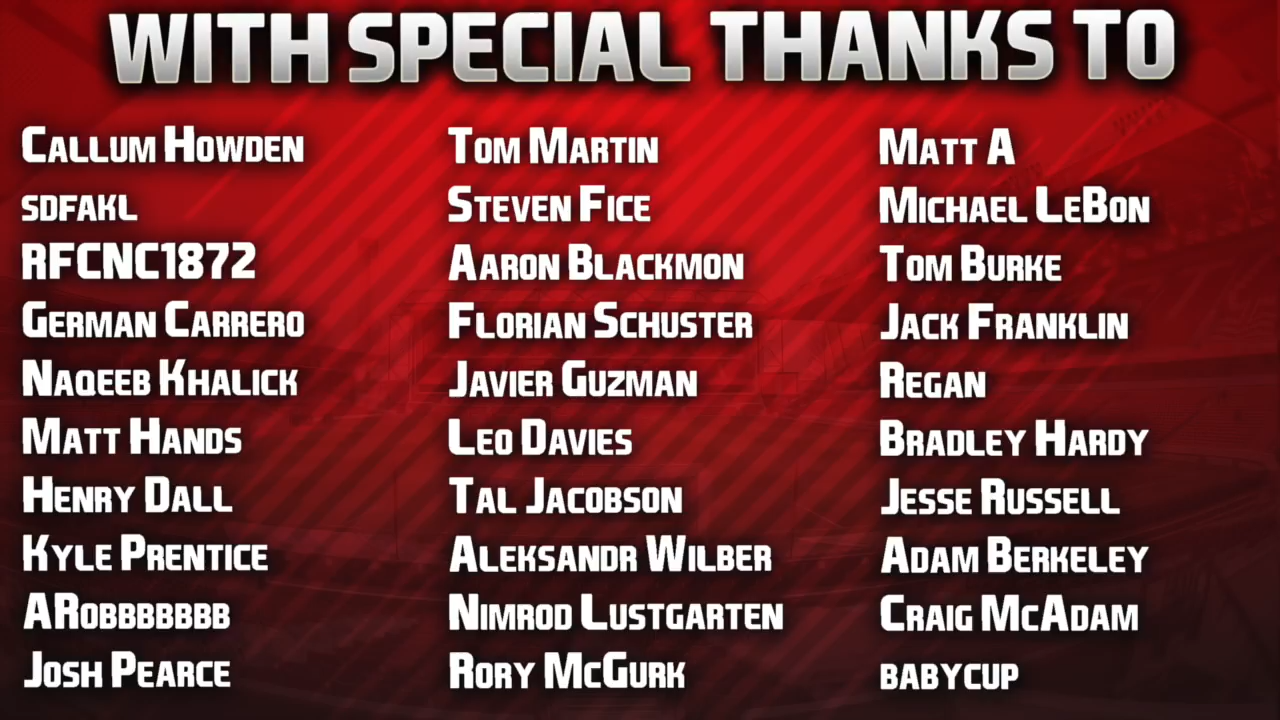 WITH SPECIAL THANKS TO
Callum Howden
sdfakl
RFCNC1872
German Carrero
Naqeeb Khalick
Matt Hands
Henry Dall
Kyle Prentice
ARobbbbbbb
Josh Pearce
Tom Martin
Steven Fice
Aaron Blackmon
Florian Schuster
Javier Guzman
Leo Davies
Tal Jacobson
Aleksandr Wilber
Nimrod Lustgarten
Rory McGurk
Matt A
Michael LeBon
Tom Burke
Jack Franklin
Regan
Bradley Hardy
Jesse Russell
Adam Berkeley
Craig McAdam
babycup